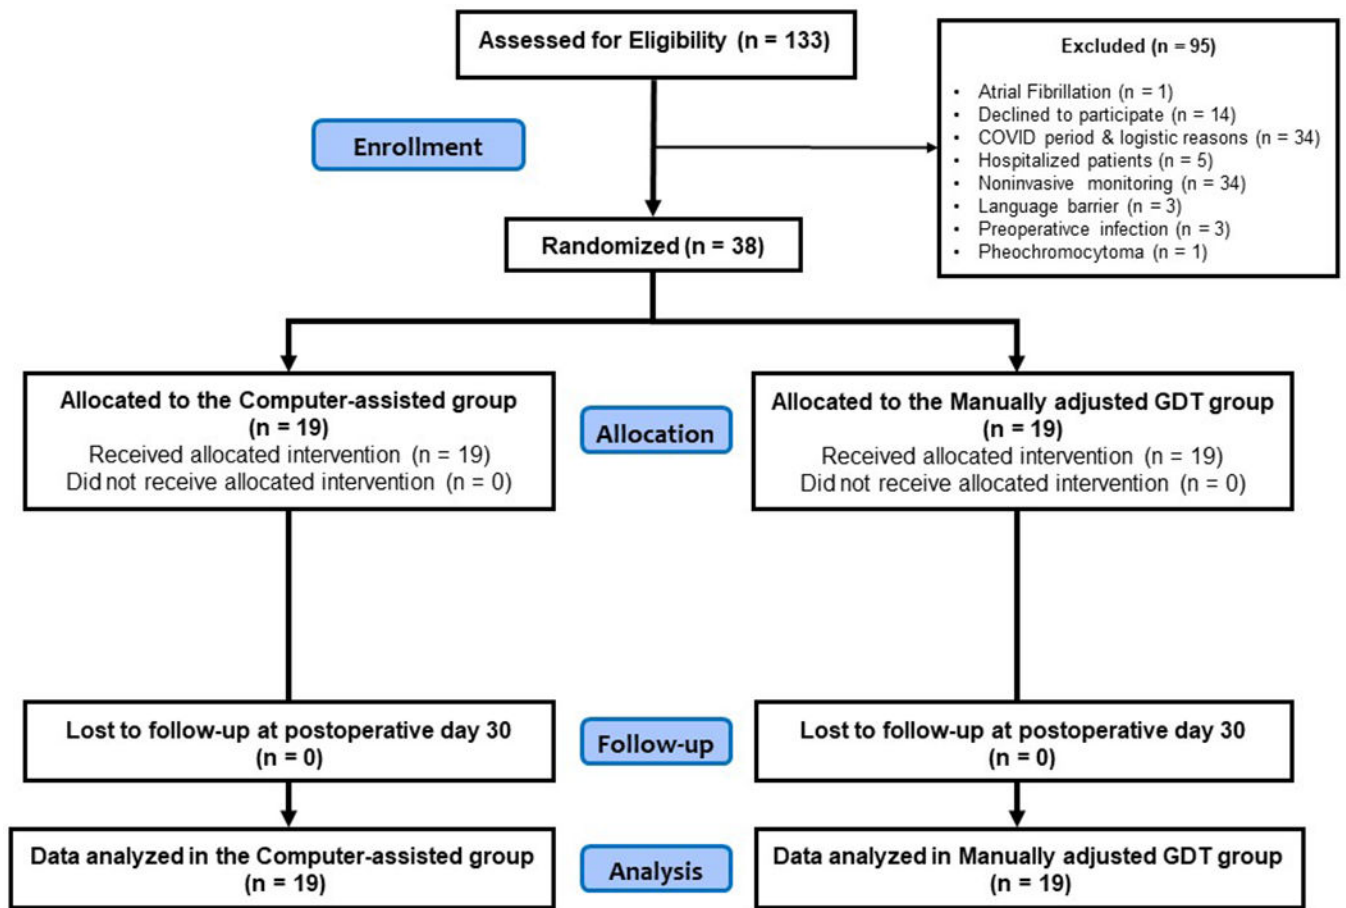 Assessed for Eligibility (n = 133)
Excluded (n = 95)
• Atrial Fibrillation (n = 1)
• Declined to participate (n = 14)
• COVID period & logistic reasons (n = 34)
• Hospitalized patients (n = 5)
• Noninvasive monitoring (n = 34)
• Language barrier (n = 3)
• Preoperativce infection (n = 3)
• Pheochromocytoma (n = 1)
Enrollment
Randomized (n = 38)
Allocated to the Computer-assisted group
(n = 19)
Received allocated intervention (n = 19)
Did not receive allocated intervention (n = 0)
Allocation
Allocated to the Manually adjusted GDT group
(n = 19)
Received allocated intervention (n = 19)
Did not receive allocated intervention (n = 0)
Lost to follow-up at postoperative day 30
(n = 0)
Follow-up
Lost to follow-up at postoperative day 30
(n = 0)
Data analyzed in the Computer-assisted group
(n = 19)
Analysis
Data analyzed in Manually adjusted GDT group
(n = 19)